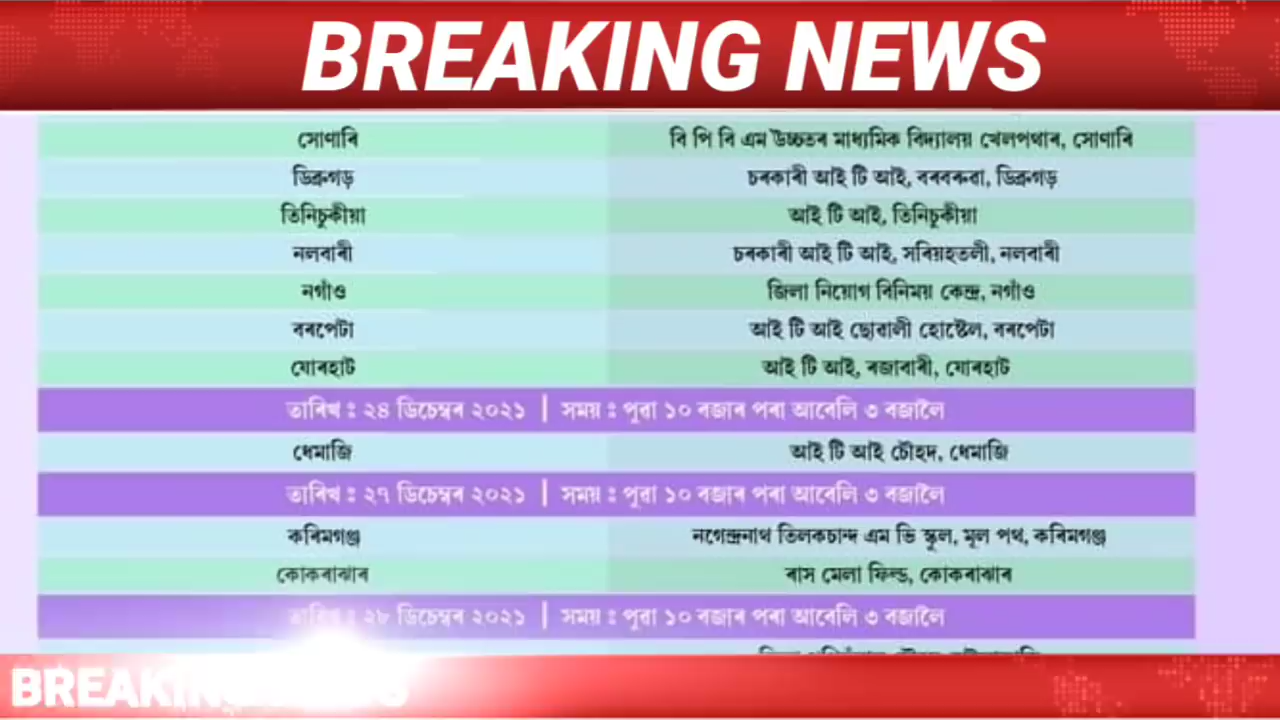 BREAKING NEWS
সোণাৰি বি পি বি এম উচ্চতৰ মাধ্যমিক বিদ্যালয় খেলপথাৰ, সোণাৰি
ডিব্ৰুগড় চৰকাৰী আই টি আই, বৰবৰুৱা, ডিব্ৰুগড়
তিনিচুকীয়া আই টি আই, তিনিচুকীয়া
নলবাৰী চৰকাৰী আই টি আই, সৰিয়হতলী, নলবাৰী
নগাঁও জিলা নিয়োগ বিনিময় কেন্দ্ৰ, নগাঁও
বৰপেটা আই টি আই ছোৱালী হোষ্টেল, বৰপেটা
যোৰহাট আই টি আই, ৰজাবাৰী, যোৰহাট
তাৰিখ : ২৪ ডিচেম্বৰ ২০২১ | সময় : পুৱা ১০ বজাৰ পৰা আবেলি ৩ বজালৈ
ধেমাজি আই টি আই চৌহদ, ধেমাজি
তাৰিখ : ২৭ ডিচেম্বৰ ২০২১ | সময় : পুৱা ১০ বজাৰ পৰা আবেলি ৩ বজালৈ
কৰিমগঞ্জ নগেন্দ্ৰনাথ তিলকচান্দ এম ভি স্কুল, মূল পথ, কৰিমগঞ্জ
কোকৰাঝাৰ ৰাস মেলা ফিল্ড, কোকৰাঝাৰ
তাৰিখ : ২৮ ডিচেম্বৰ ২০২১ | সময় : পুৱা ১০ বজাৰ পৰা আবেলি ৩ বজালৈ
BREAKING